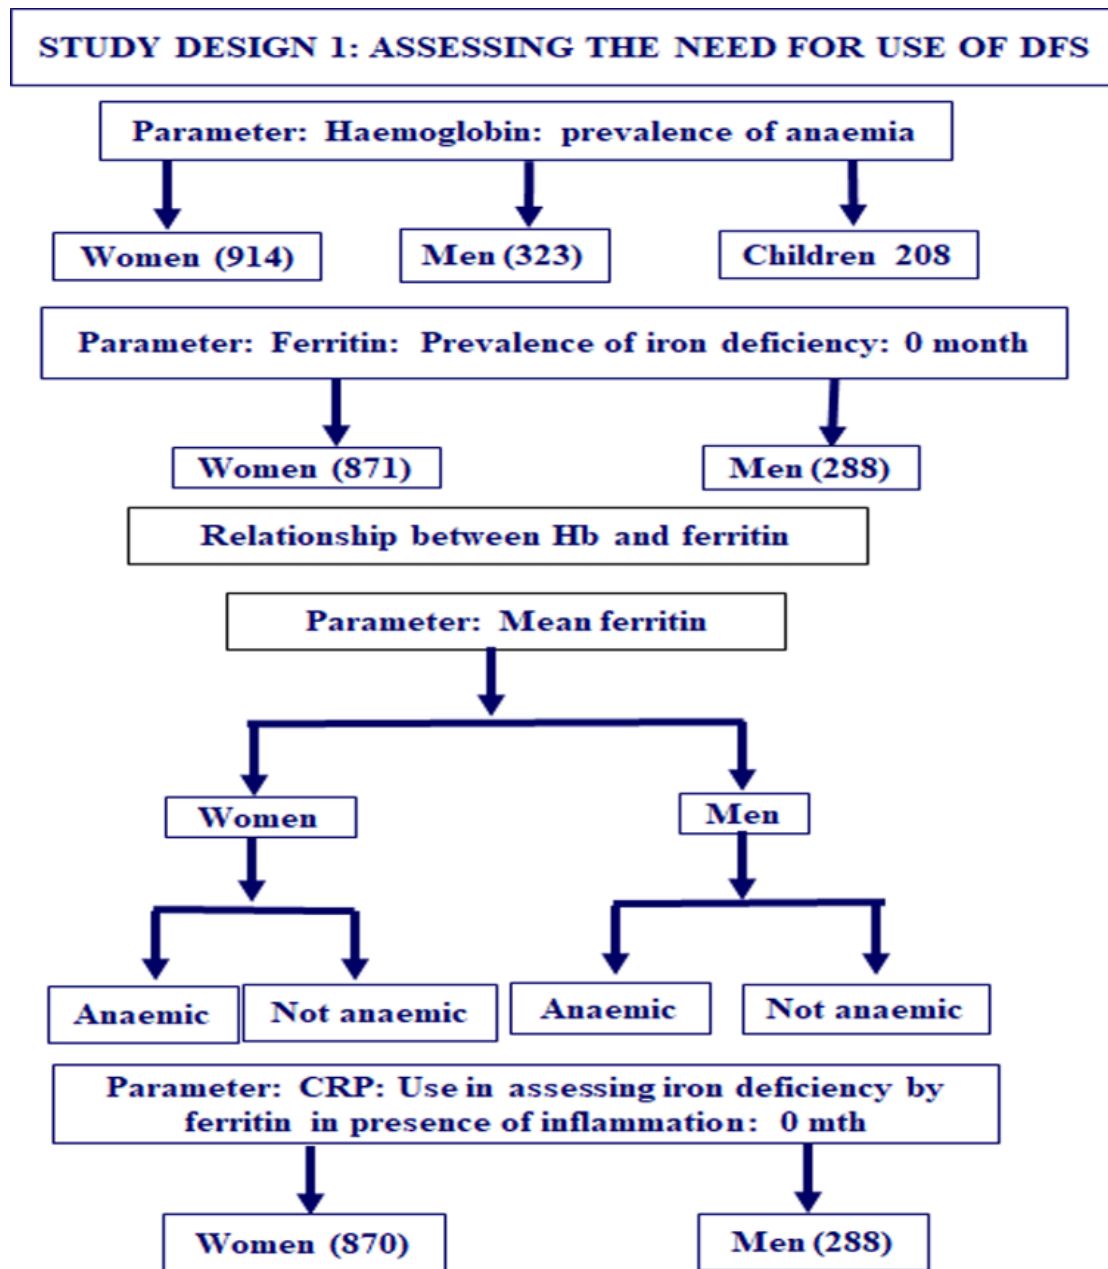 STUDY DESIGN 1: ASSESSING THE NEED FOR USE OF DFS
Parameter: Haemoglobin: prevalence of anaemia
Women (914)
Men (323)
Children 208
Parameter: Ferritin: Prevalence of iron deficiency: 0 month
Women (871)
Men (288)
Relationship between Hb and ferritin
Parameter: Mean ferritin
Women
Men
Anaemic
Not anaemic
Anaemic
Not anaemic
Parameter: CRP: Use in assessing iron deficiency by
ferritin in presence of inflammation: 0 mth
Women (870)
Men (288)